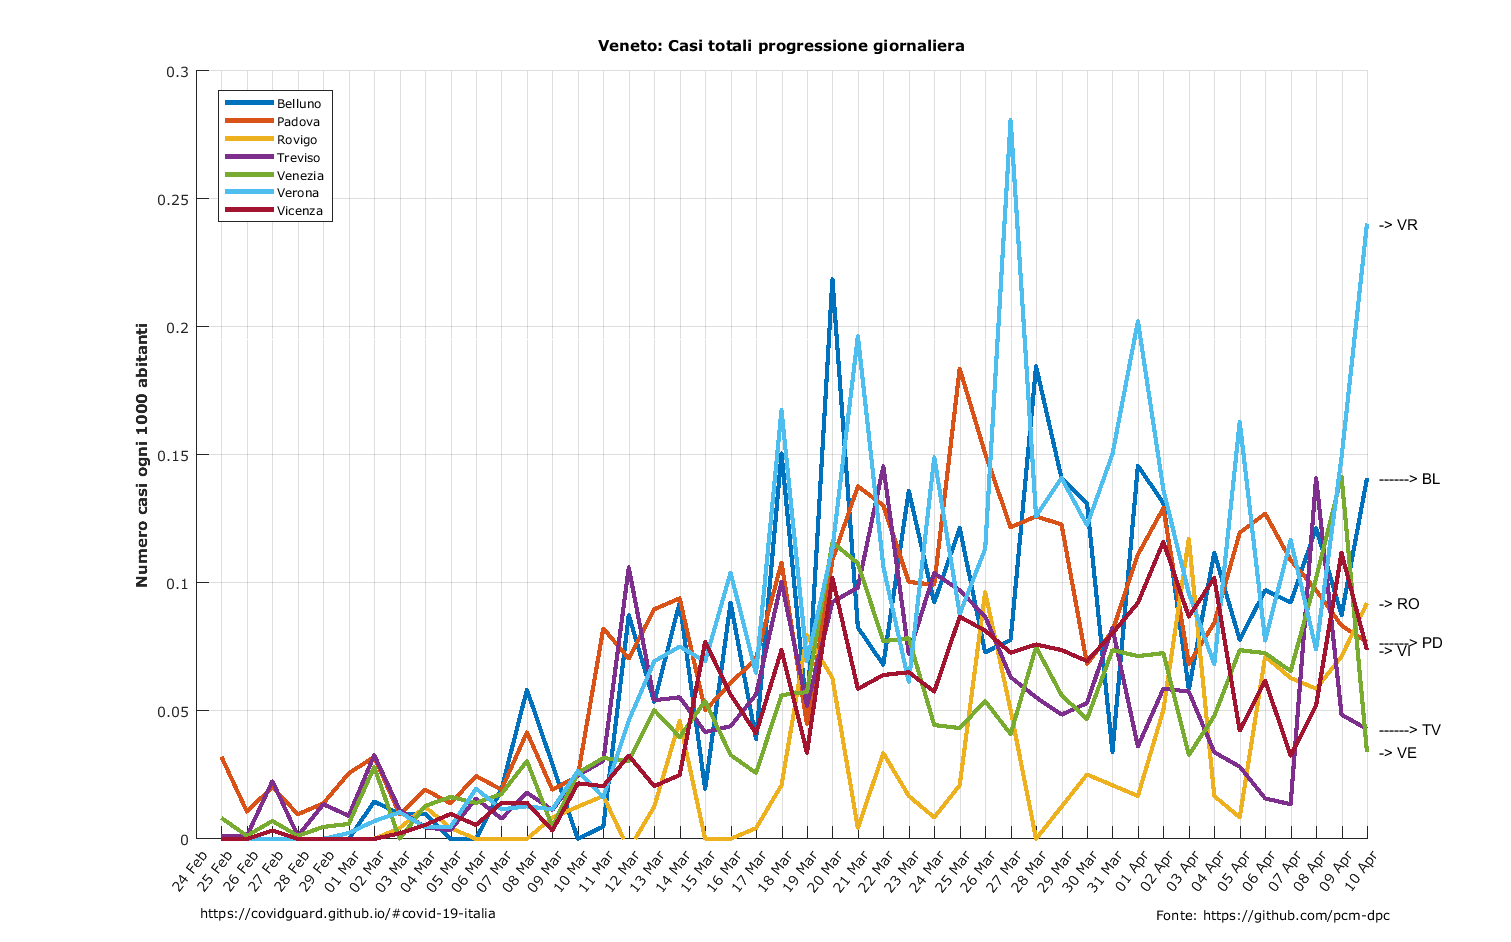 Veneto: Casi totali progressione giornaliera
Numero casi ogni 1000 abitanti
0.3
0.25
0.2
0.15
0.1
0.05
0
Belluno
Padova
Rovigo
Treviso
Venezia
Verona
Vicenza
-> VR
------> BL
-> RO
------> PD
-> VI
------> TV
-> VE
24 Feb
25 Feb
26 Feb
27 Feb
28 Feb
29 Feb
01 Mar
02 Mar
03 Mar
04 Mar
05 Mar
06 Mar
07 Mar
08 Mar
09 Mar
10 Mar
11 Mar
12 Mar
13 Mar
14 Mar
15 Mar
16 Mar
17 Mar
18 Mar
19 Mar
20 Mar
21 Mar
22 Mar
23 Mar
24 Mar
25 Mar
26 Mar
27 Mar
28 Mar
29 Mar
30 Mar
31 Mar
01 Apr
02 Apr
03 Apr
04 Apr
05 Apr
06 Apr
07 Apr
08 Apr
09 Apr
10 Apr
https://covidguard.github.io/#covid-19-italia
Fonte: https://github.com/pcm-dpc